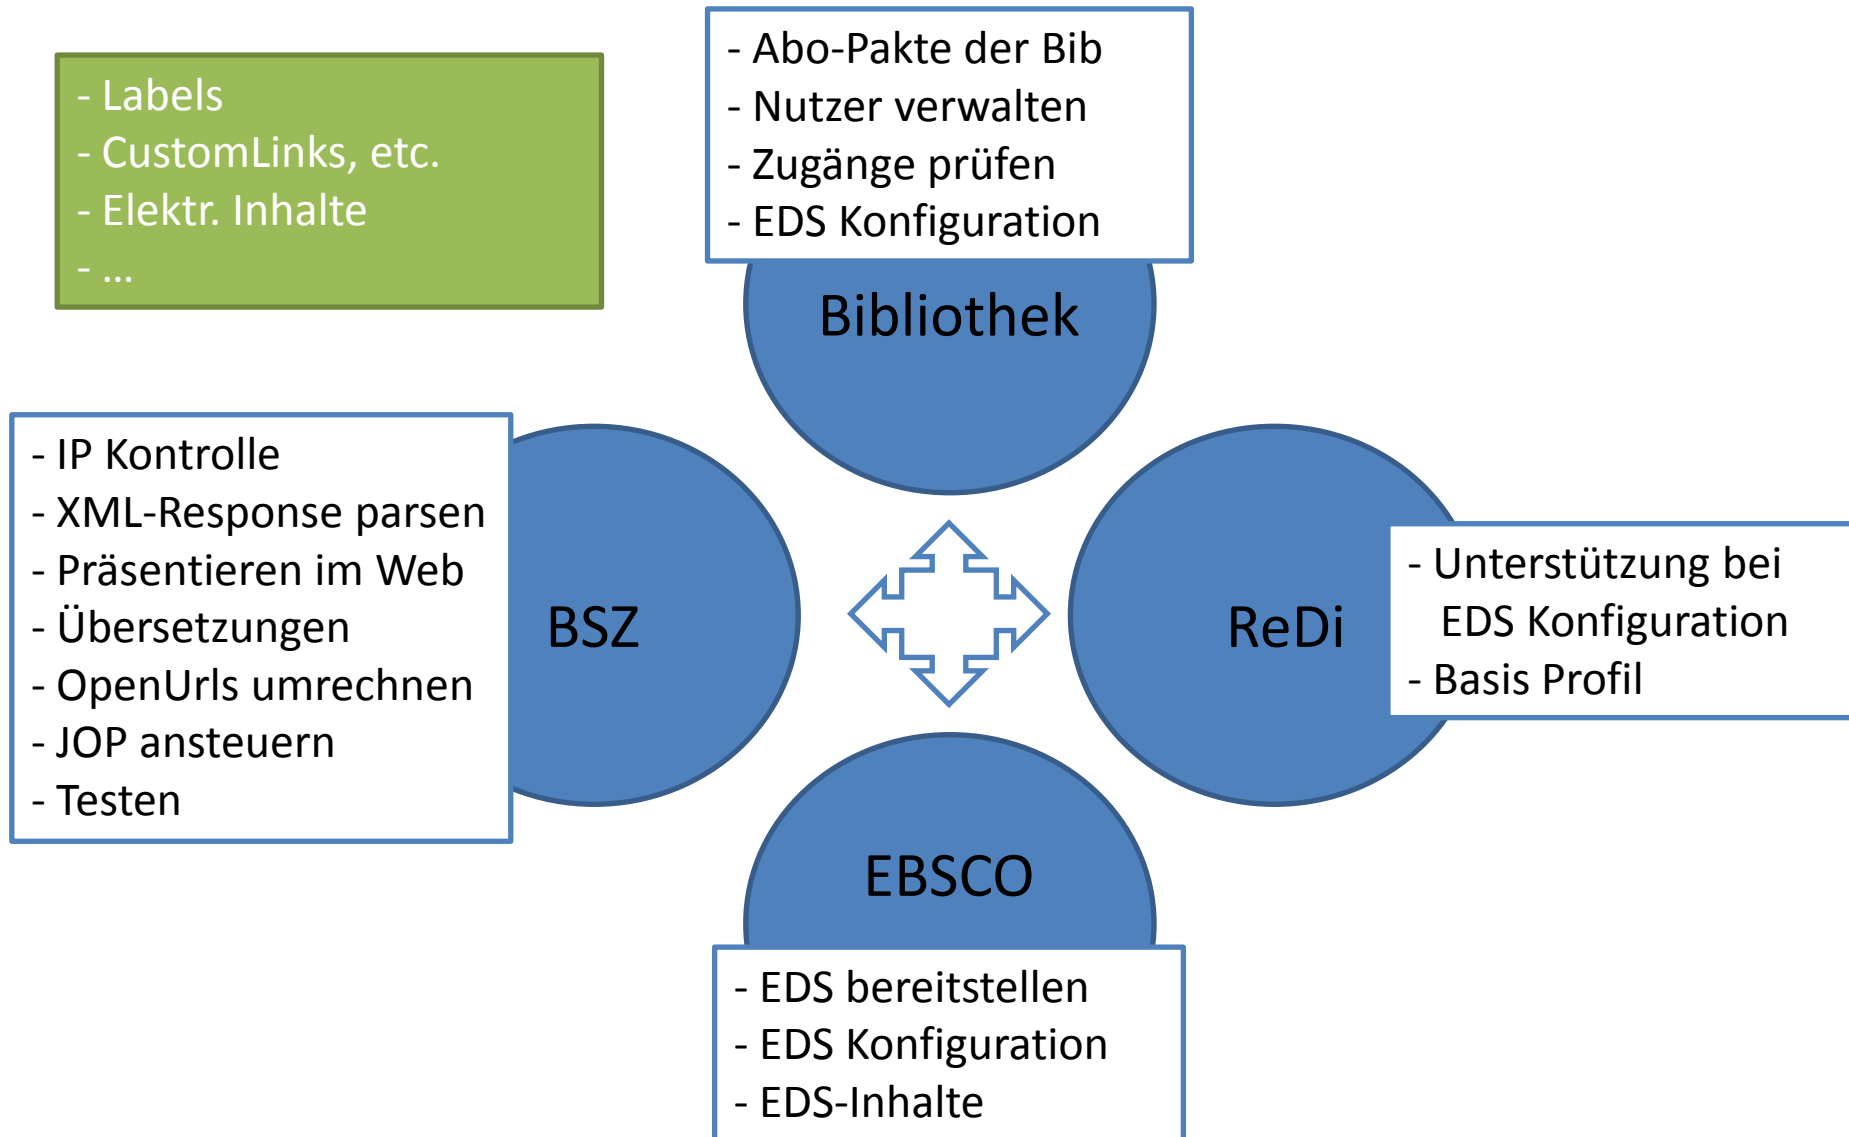 - Labels
- CustomLinks, etc.
- Elektr. Inhalte
- ...
- Abo-Pakte der Bib
- Nutzer verwalten
- Zugänge prüfen
- EDS Konfiguration
Bibliothek
- IP Kontrolle
- XML-Response parsen
- Präsentieren im Web
- Übersetzungen
- OpenUrls umrechnen
- JOP ansteuern
- Testen
BSZ
ReDi
- Unterstützung bei
EDS Konfiguration
- Basis Profil
EBSCO
- EDS bereitstellen
- EDS Konfiguration
- EDS-Inhalte